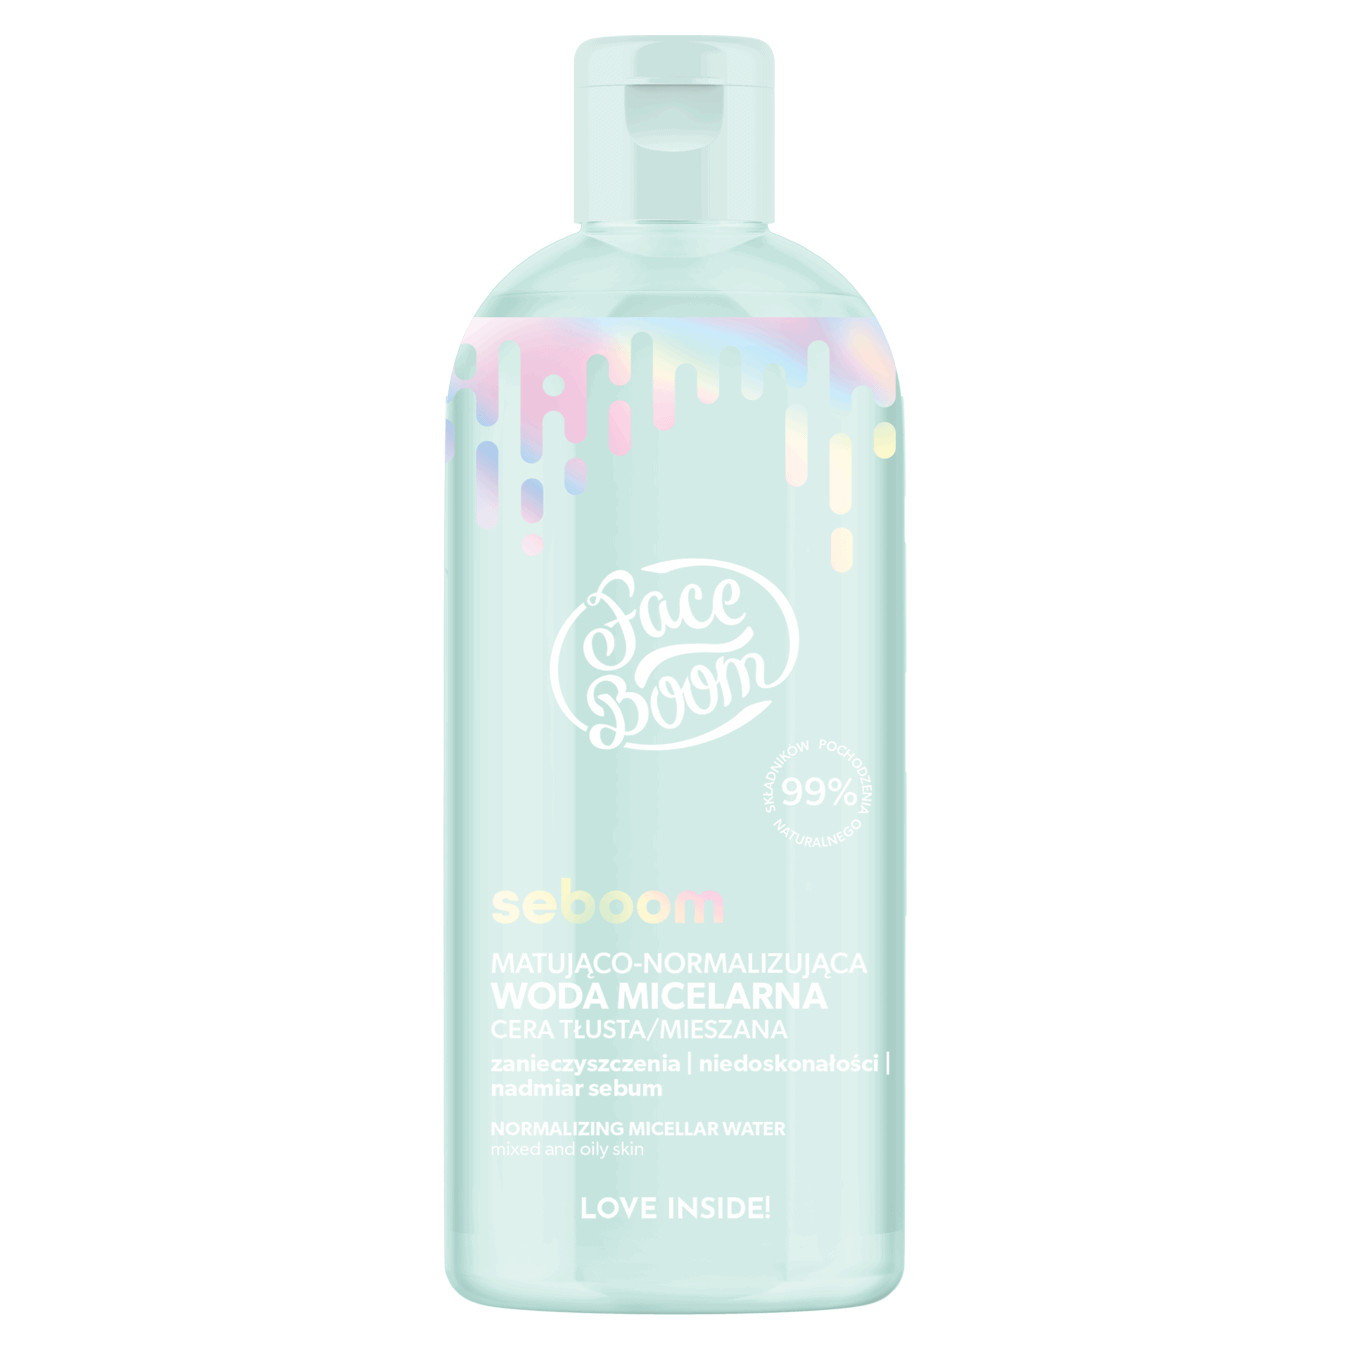 Face
Boom
SKŁADNIKÓW POCHODZENIA
99%
NATURALNEGO
seboom
MATUJĄCO-NORMALIZUJĄCA
WODA MICELARNA
CERA TŁUSTA/MIESZANA
zanieczyszczenia | niedoskonałości |
nadmiar sebum
NORMALIZING MICELLAR WATER
mixed and oily skin
LOVE INSIDE!